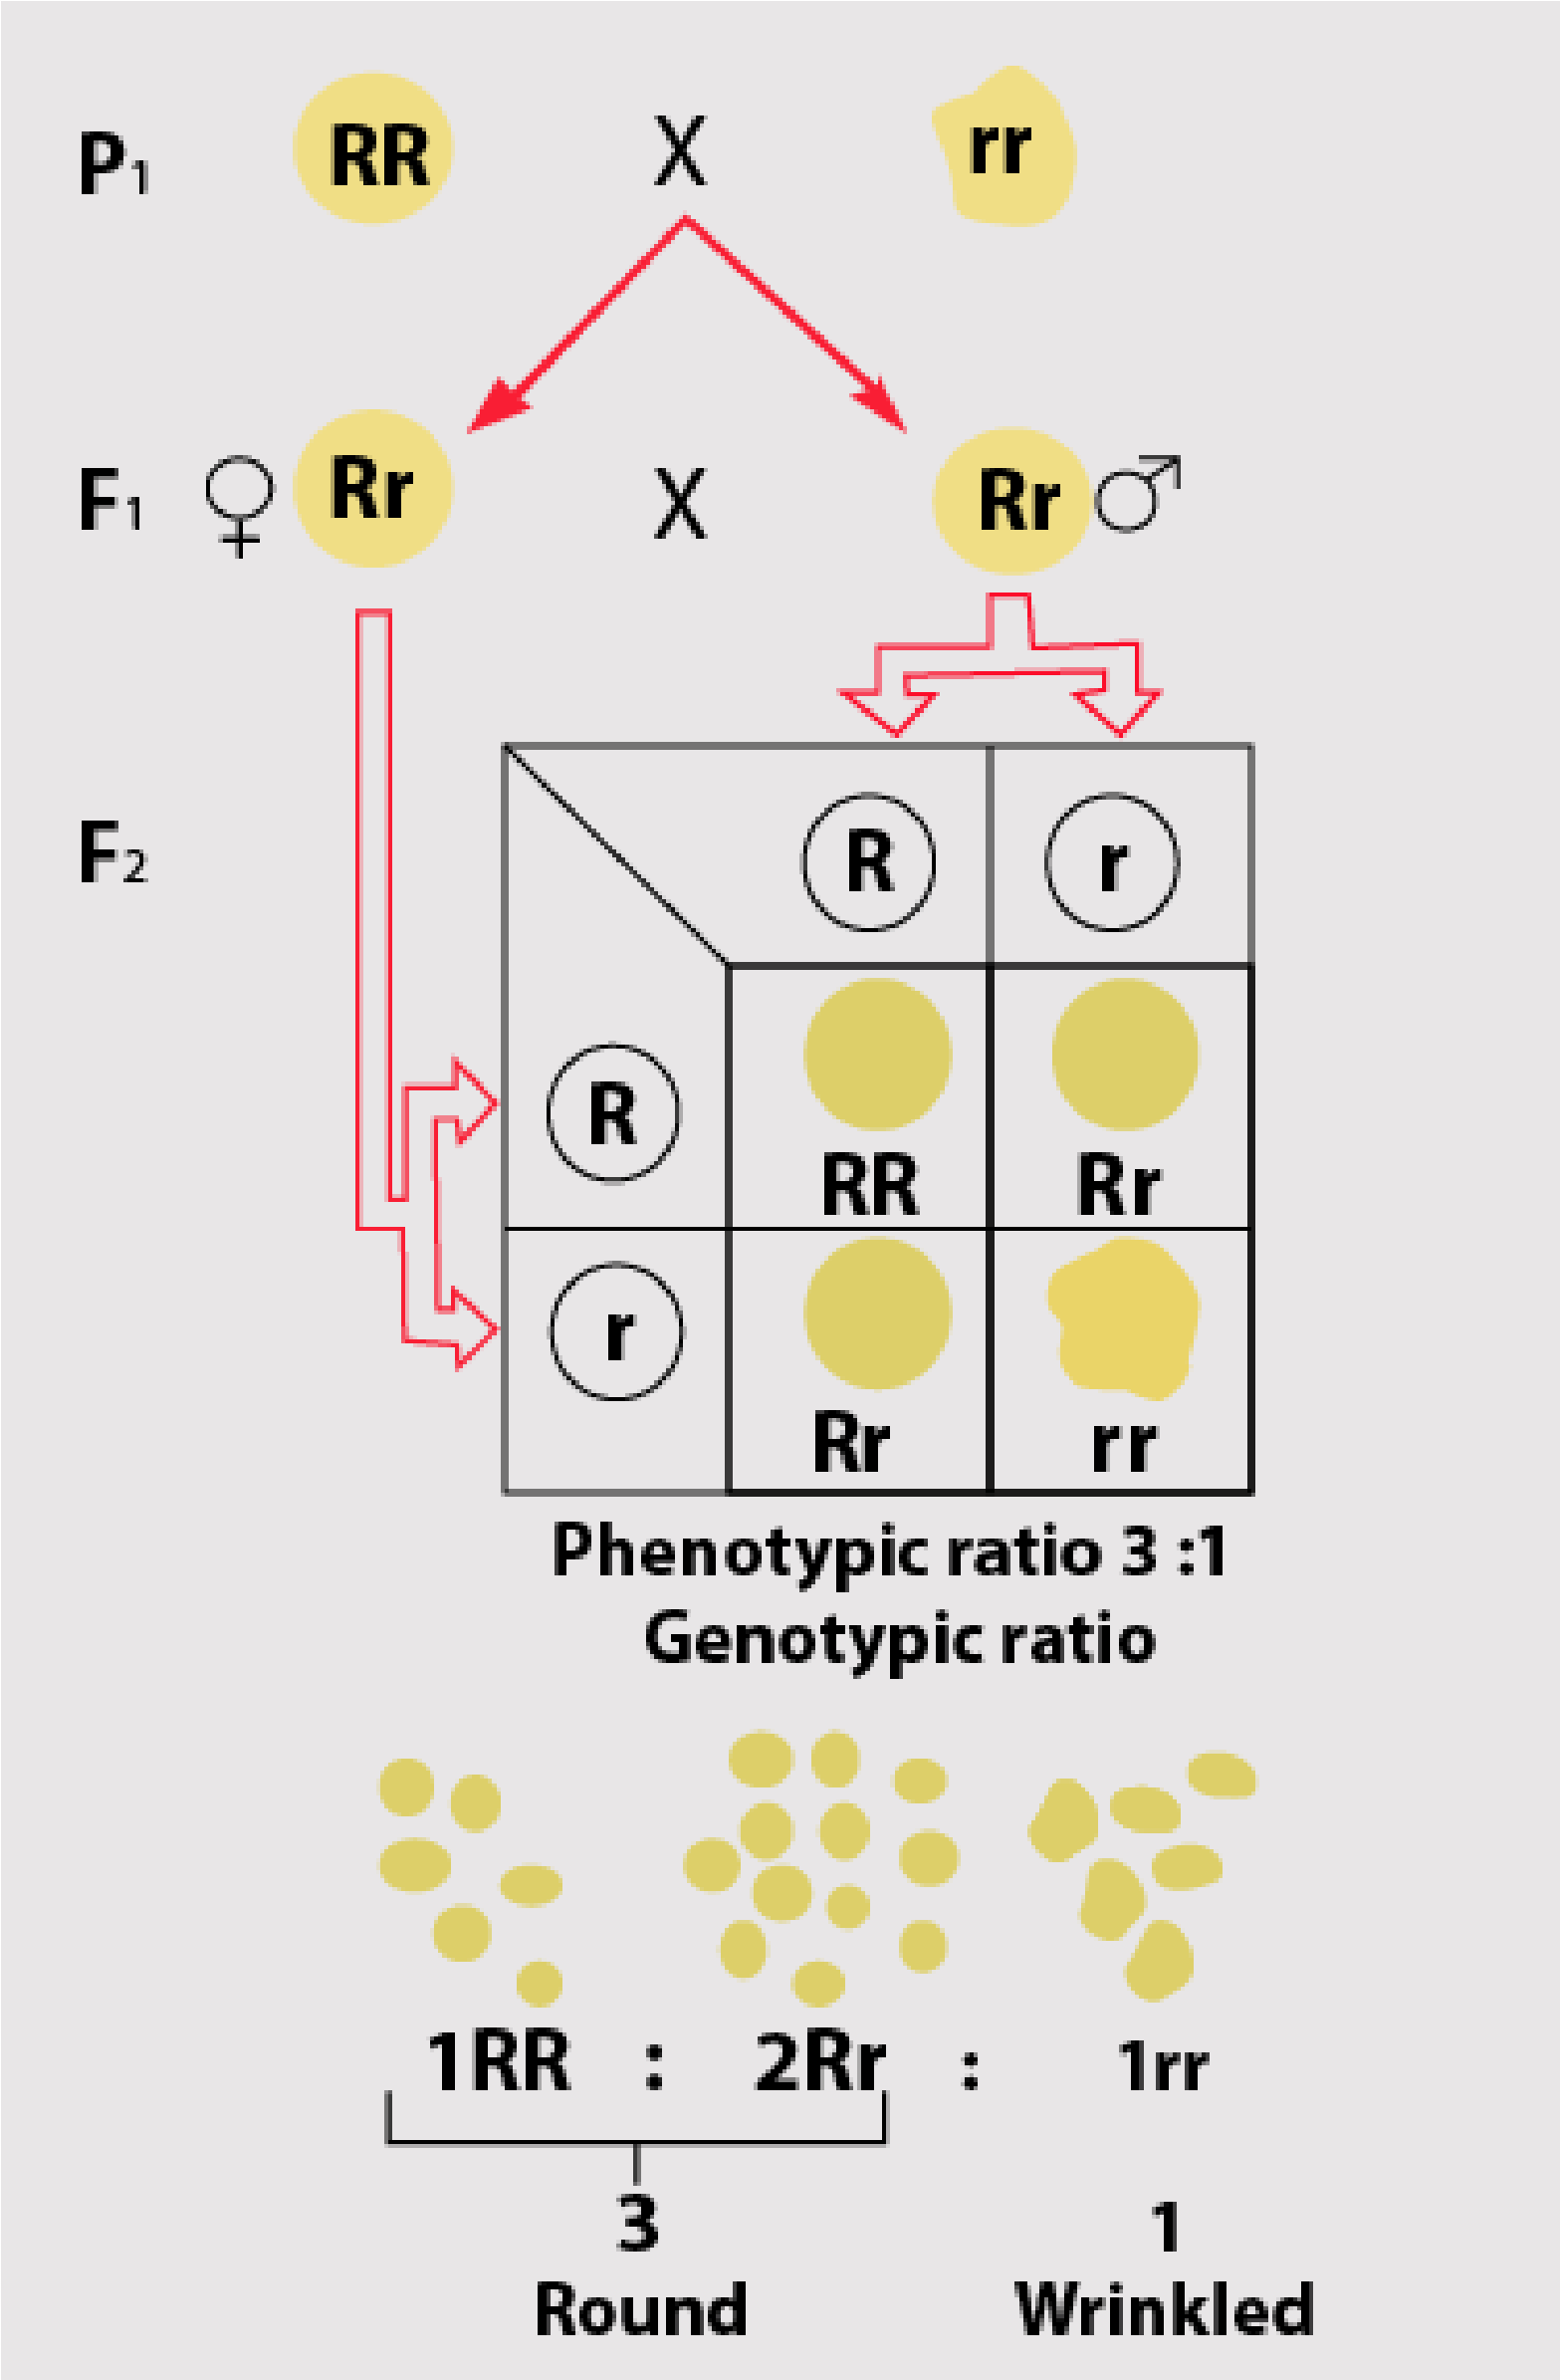 P1 RR X rr
F1 ♀ Rr X Rr ♂
F2
R r
R RR Rr
r Rr rr
Phenotypic ratio 3 :1
Genotypic ratio
1RR : 2Rr : 1rr
3 1
Round Wrinkled